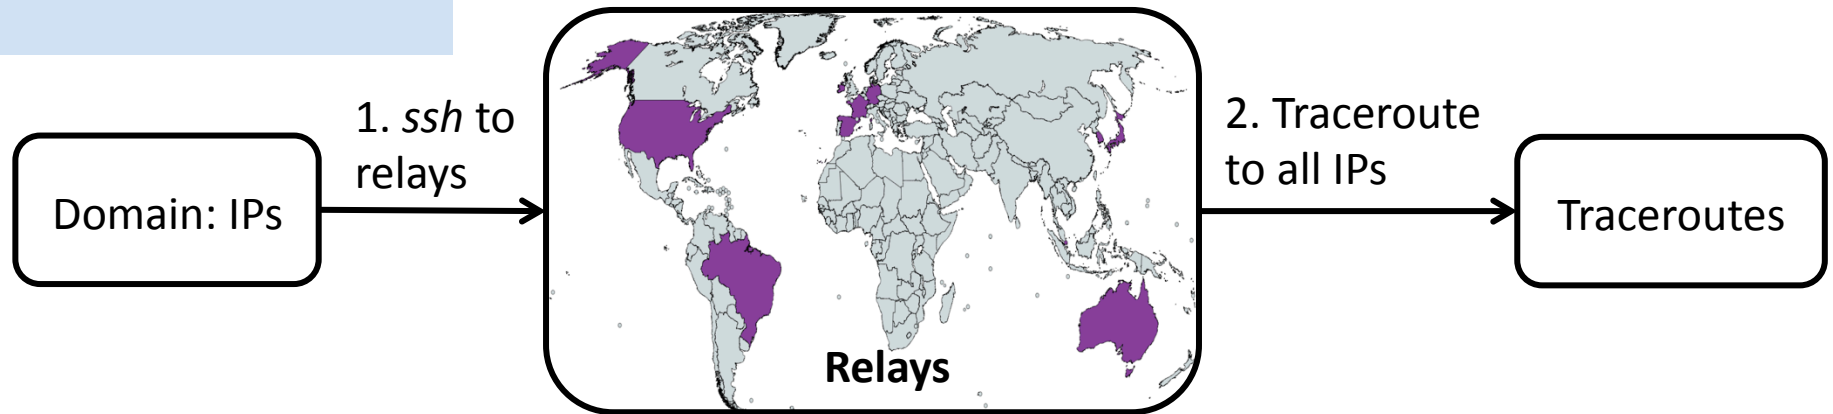 Domain: IPs
1. ssh to
relays
Relays
2. Traceroute
to all IPs
Traceroutes